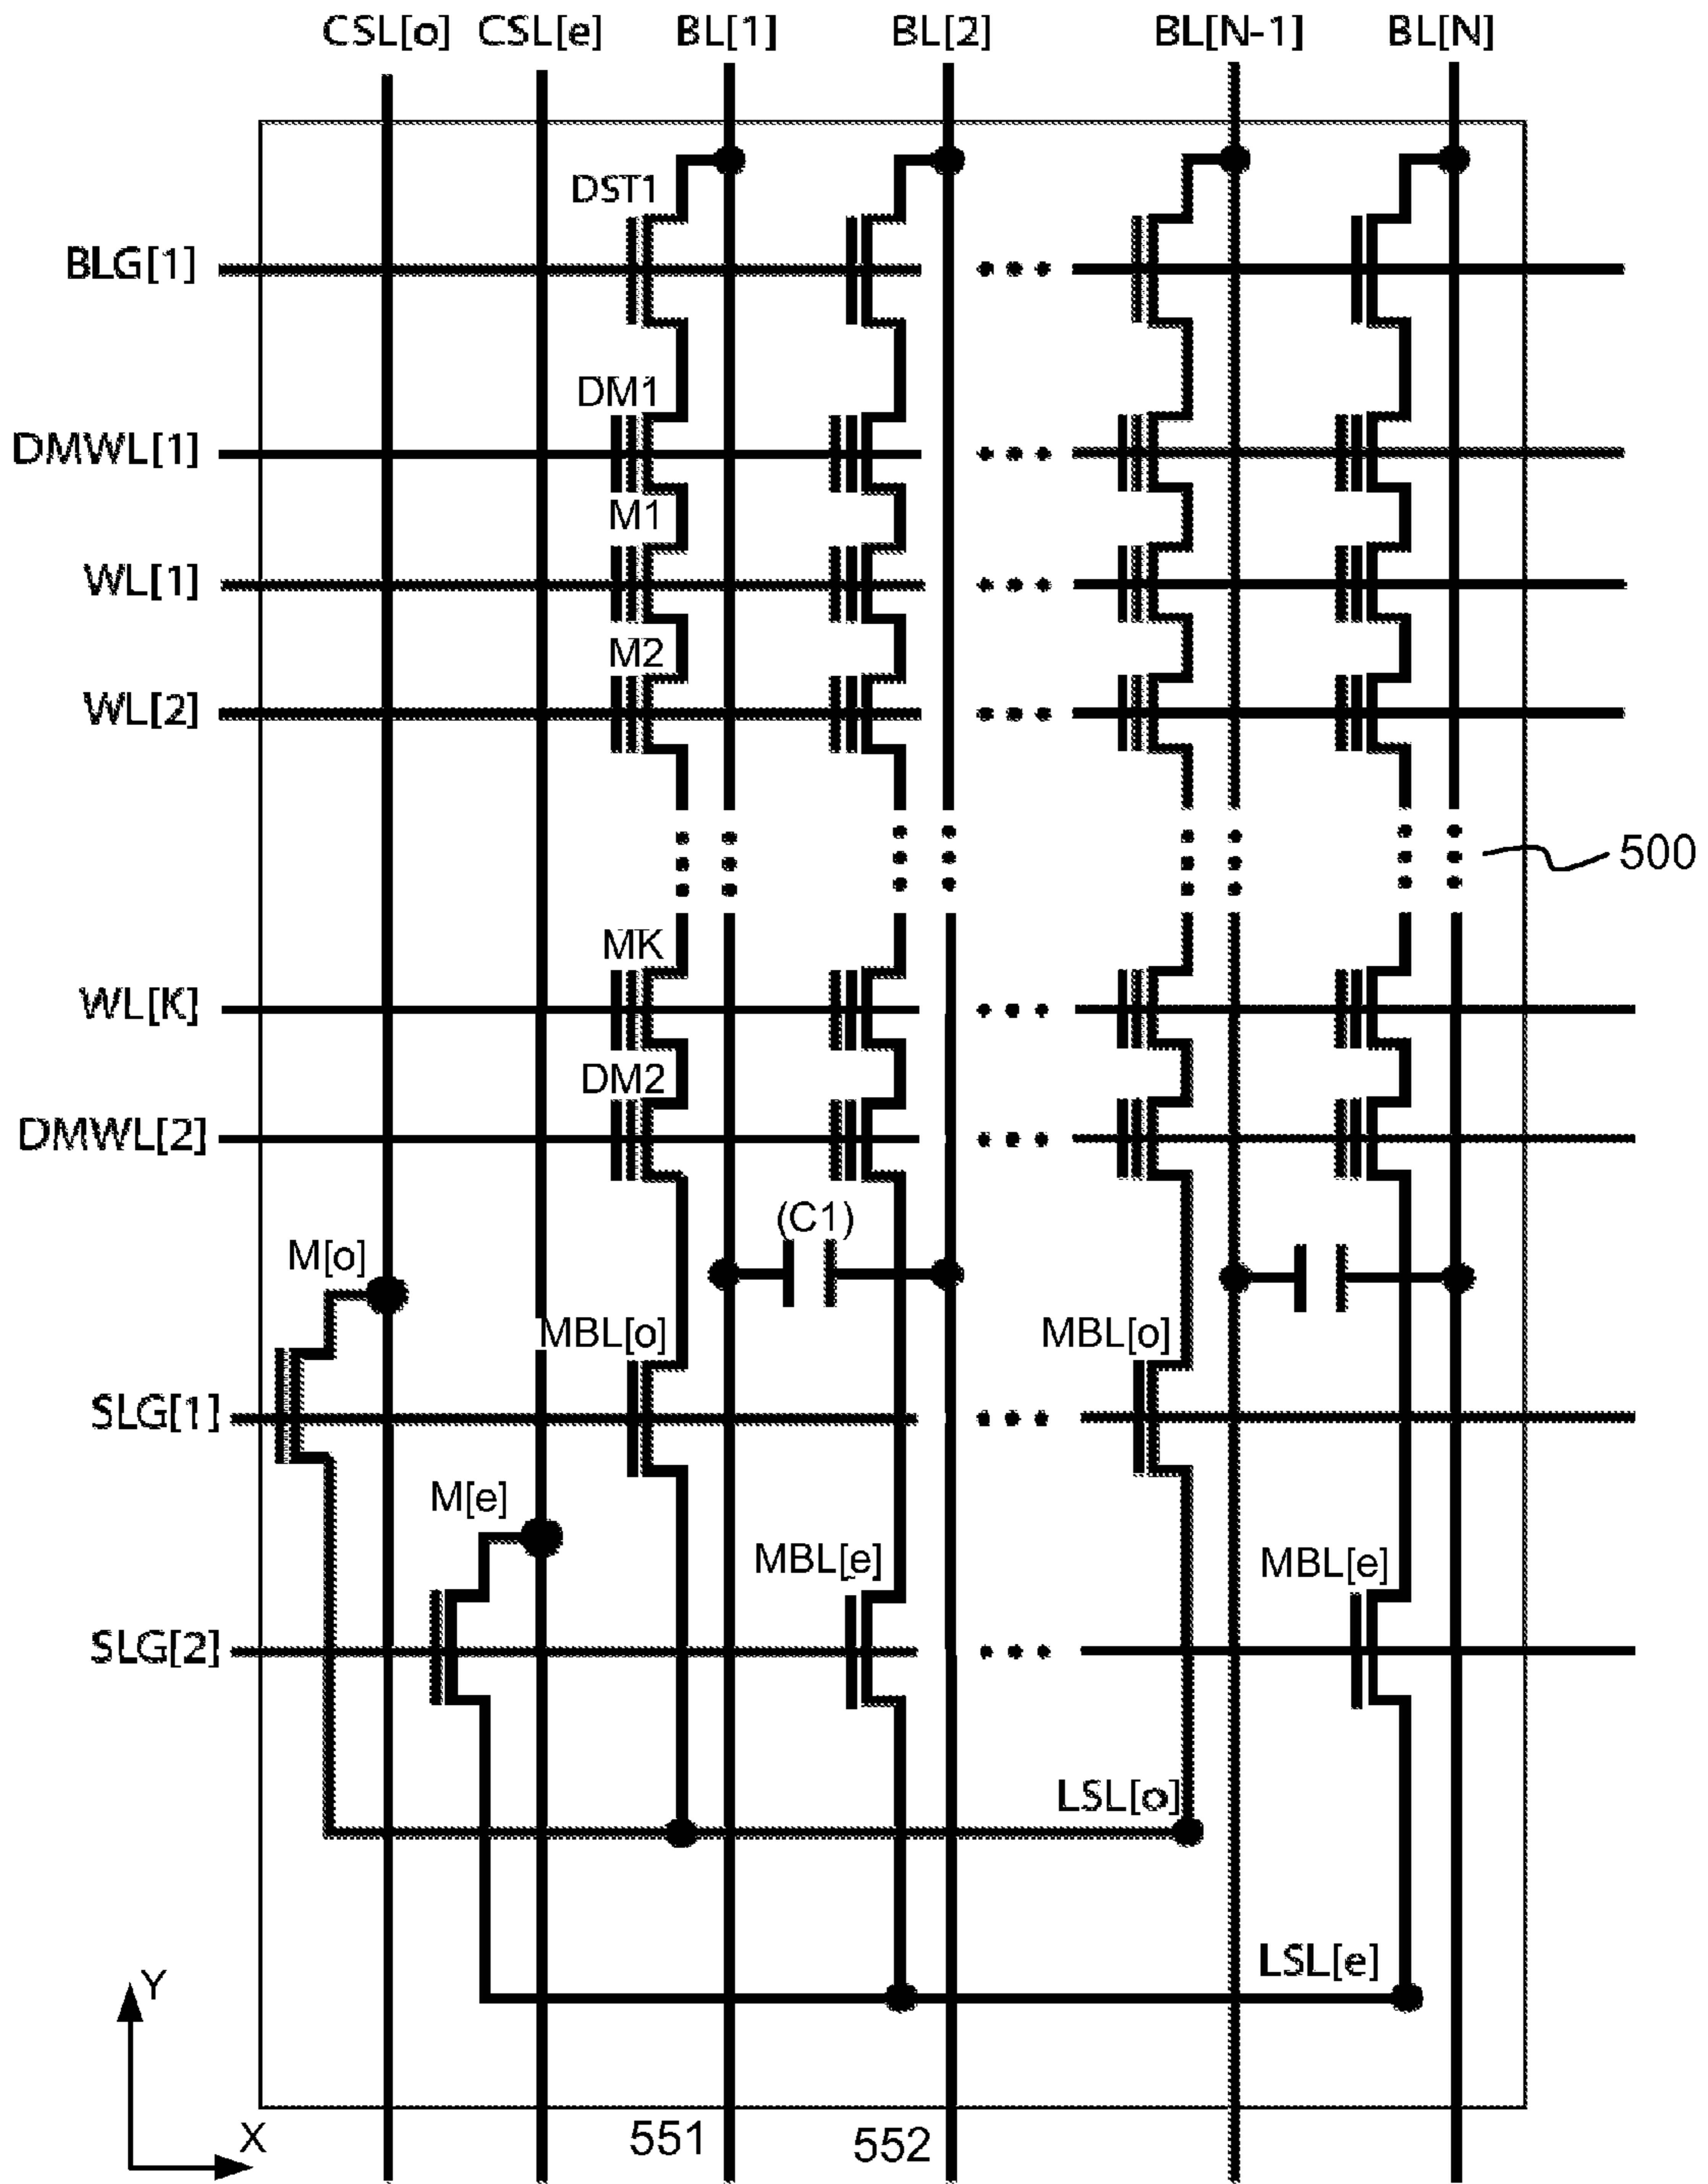 CSL[o] CSL[e] BL[1] BL[2] BL[N-1] BL[N]
DST1
BLG[1]
DM1
DMWL[1]
M1
WL[1]
M2
WL[2]
500
MK
WL[K]
DM2
DMWL[2]
(C1)
M[o]
MBL[o] MBL[o]
SLG[1]
M[e]
MBL[e] MBL[e]
SLG[2]
LSL[o]
LSL[e]
Y
X
551 552